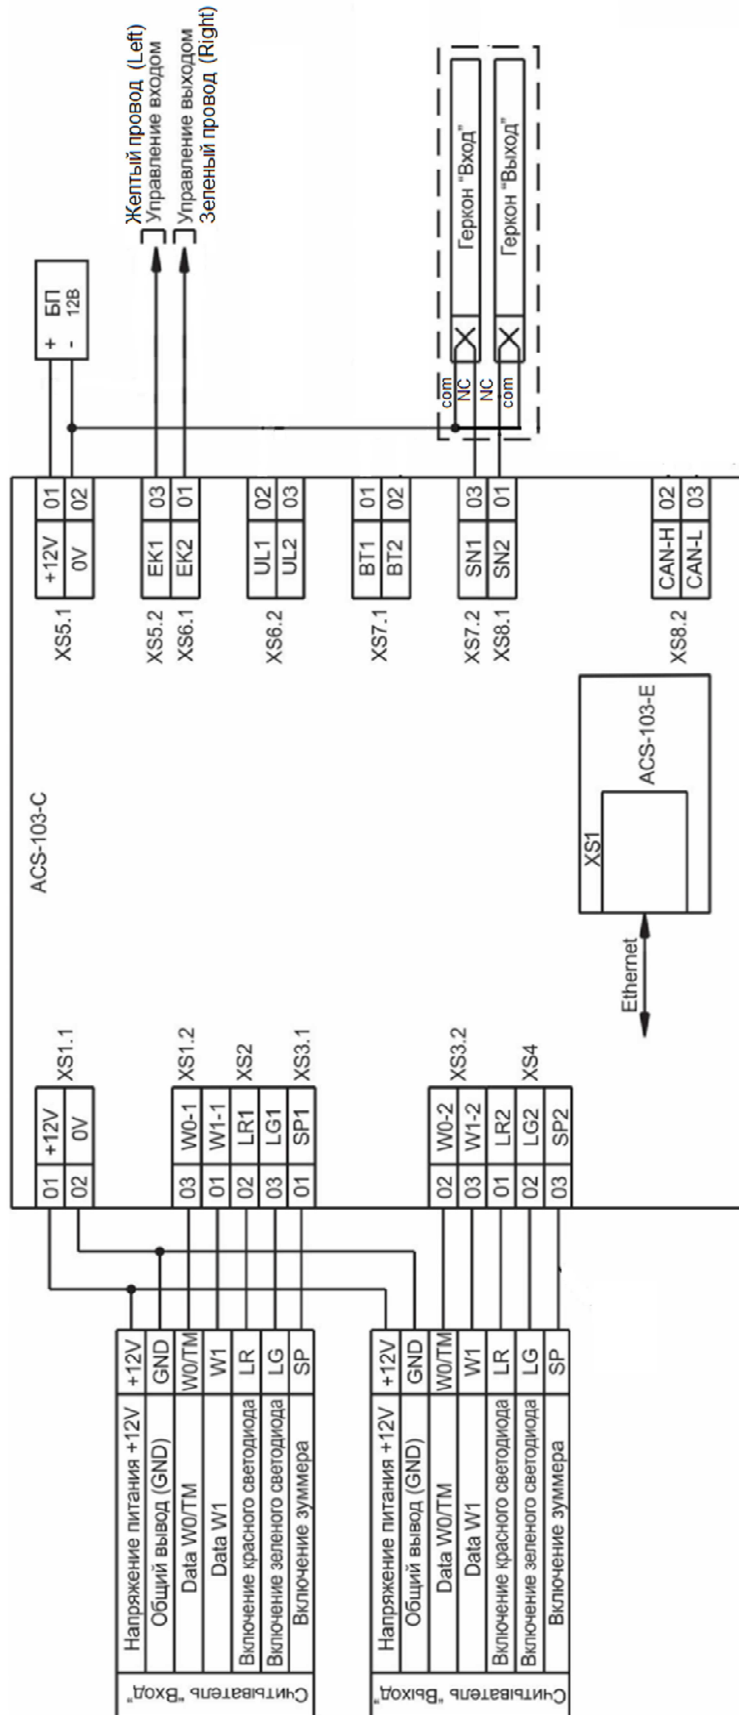 ACS-103-C
XS1.1
01 +12V
02 0V
XS1.2
03 W0-1
01 W1-1
XS2
02 LR1
03 LG1
XS3.1
01 SP1
XS3.2
02 W0-2
03 W1-2
XS4
01 LR2
02 LG2
03 SP2
Считыватель "Вход"
Напряжение питания +12V +12V
Общий вывод (GND) GND
Data W0/TM W0/TM
Data W1 W1
Включение красного светодиода LR
Включение зеленого светодиода LG
Включение зуммера SP
Считыватель "Выход"
Напряжение питания +12V +12V
Общий вывод (GND) GND
Data W0/TM W0/TM
Data W1 W1
Включение красного светодиода LR
Включение зеленого светодиода LG
Включение зуммера SP
XS5.1
+12V 01
0V 02
+ БП
- 12В
XS5.2
EK1 03
XS6.1
EK2 01
Желтый провод (Left)
Управление входом
Управление выходом
Зеленый провод (Right)
XS6.2
UL1 02
UL2 03
XS7.1
BT1 01
BT2 02
XS7.2
SN1 03
XS8.1
SN2 01
com
NC
NC
com
Геркон "Вход"
Геркон "Выход"
XS8.2
CAN-H 02
CAN-L 03
Ethernet
XS1
ACS-103-E